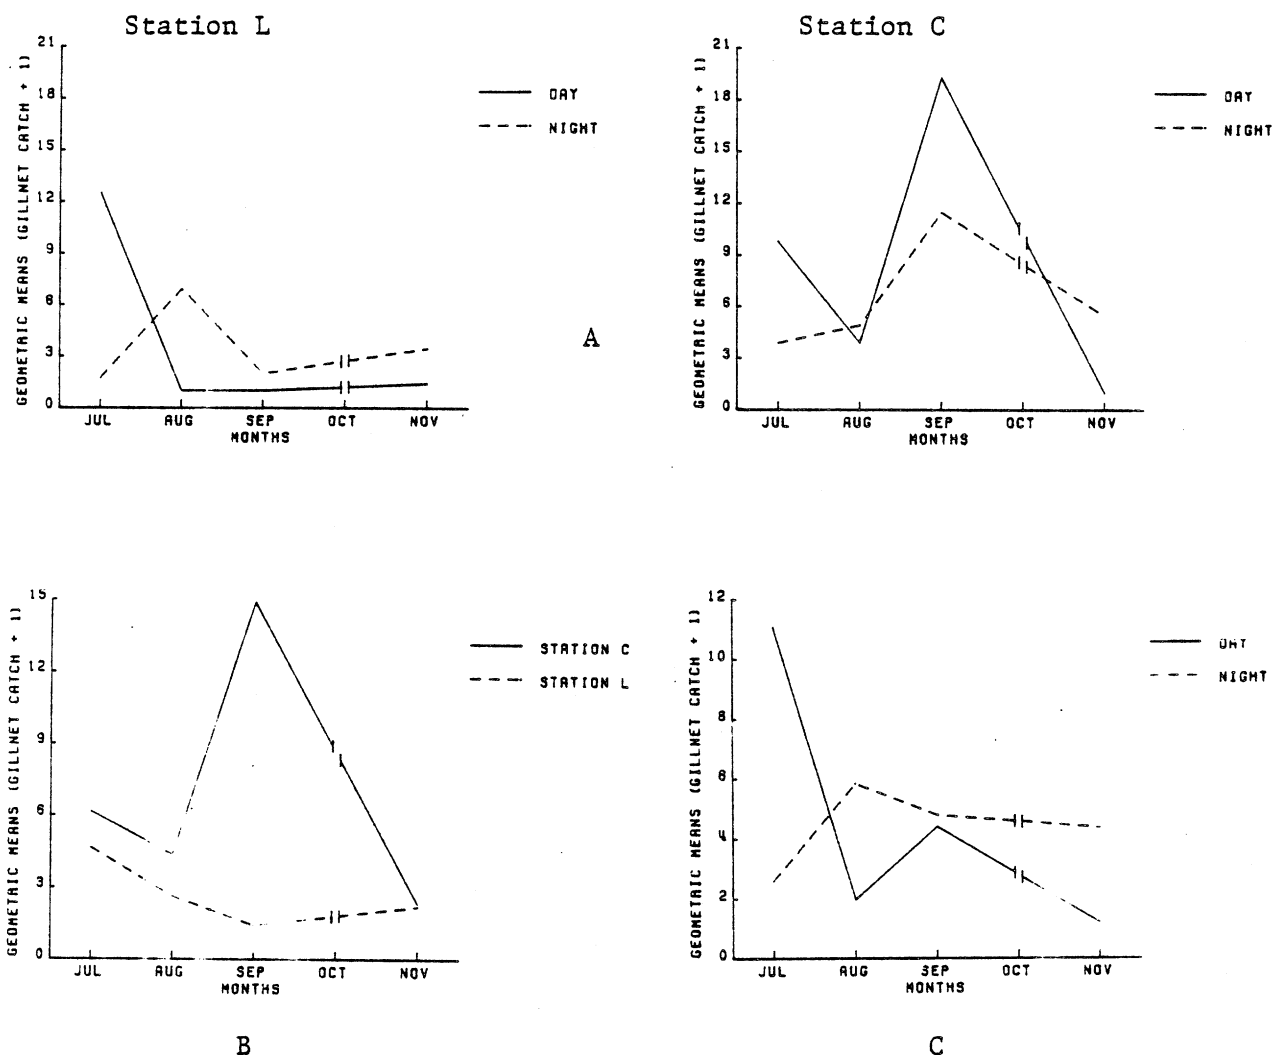 Station L
GEOMETRIC MEANS (GILLNET CATCH + 1)
21
18
15
12
9
6
3
0
JUL AUG SEP OCT NOV
MONTHS
DAY
NIGHT
A
Station C
GEOMETRIC MEANS (GILLNET CATCH + 1)
21
18
15
12
9
6
3
0
JUL AUG SEP OCT NOV
MONTHS
DAY
NIGHT
GEOMETRIC MEANS (GILLNET CATCH + 1)
15
12
9
6
3
0
JUL AUG SEP OCT NOV
MONTHS
STATION C
STATION L
B
GEOMETRIC MEANS (GILLNET CATCH + 1)
12
10
8
6
4
2
0
JUL AUG SEP OCT NOV
MONTHS
DAY
NIGHT
C